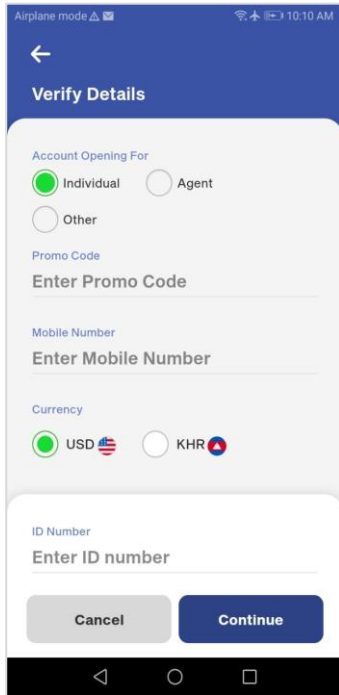 Airplane mode 10:10 AM
Verify Details
Account Opening For
Individual Agent
Other
Promo Code
Enter Promo Code
Mobile Number
Enter Mobile Number
Currency
USD KHR
ID Number
Enter ID number
Cancel Continue